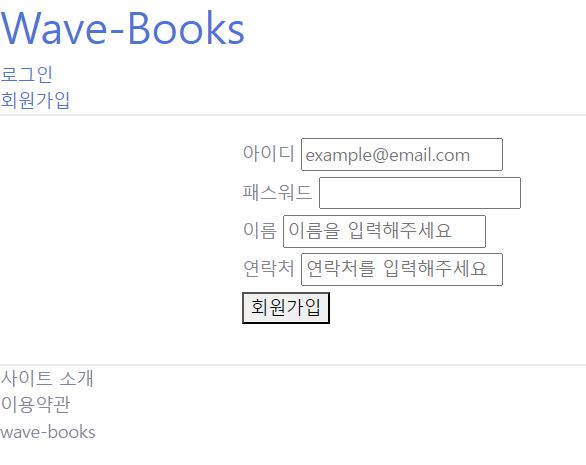 Wave-Books
로그인
회원가입
아이디 example@email.com
패스워드
이름 이름을 입력해주세요
연락처 연락처를 입력해주세요
회원가입
사이트 소개
이용약관
wave-books